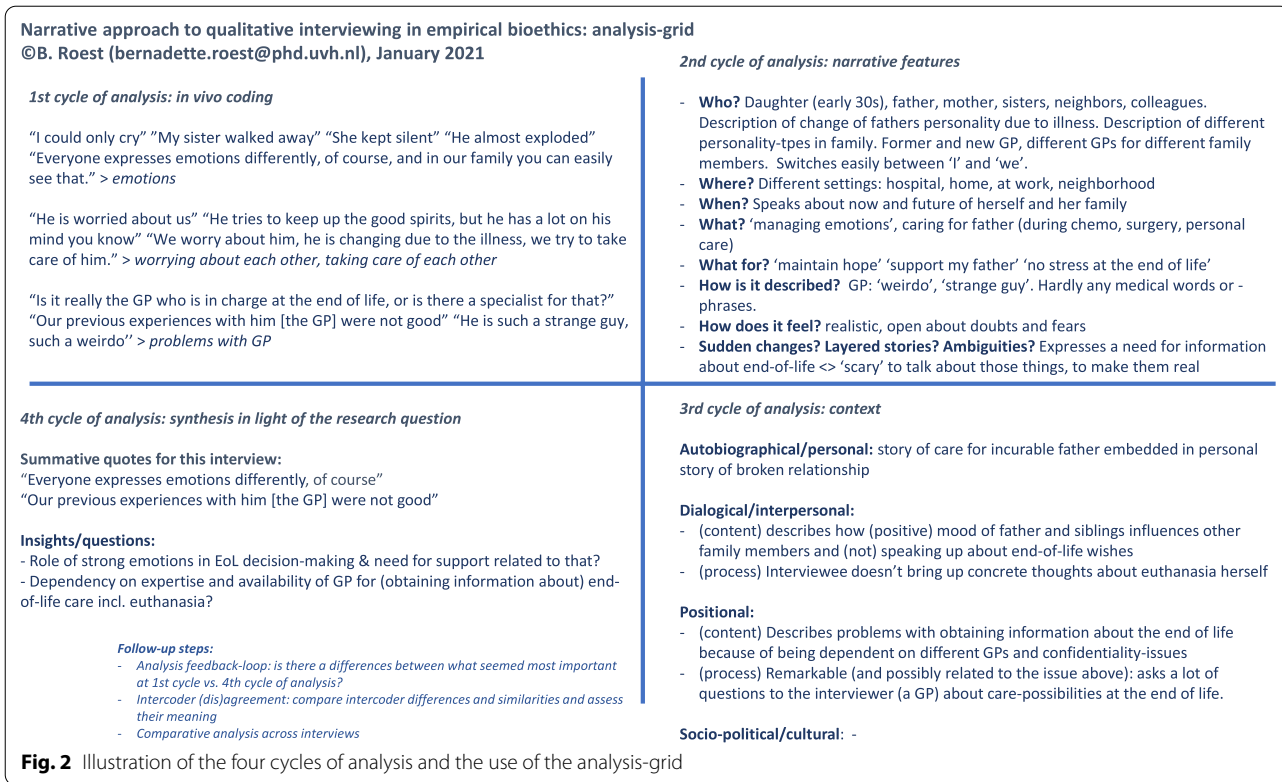 Narrative approach to qualitative interviewing in empirical bioethics: analysis-grid
©B. Roest (bernadette.roest@phd.uvh.nl), January 2021
1st cycle of analysis: in vivo coding
“I could only cry” ”My sister walked away” “She kept silent” “He almost exploded”
“Everyone expresses emotions differently, of course, and in our family you can easily
see that.” > emotions
“He is worried about us” “He tries to keep up the good spirits, but he has a lot on his
mind you know” “We worry about him, he is changing due to the illness, we try to take
care of him.” > worrying about each other, taking care of each other
“Is it really the GP who is in charge at the end of life, or is there a specialist for that?”
“Our previous experiences with him [the GP] were not good” “He is such a strange guy,
such a weirdo’’ > problems with GP
2nd cycle of analysis: narrative features
- Who? Daughter (early 30s), father, mother, sisters, neighbors, colleagues.
Description of change of fathers personality due to illness. Description of different
personality-tpes in family. Former and new GP, different GPs for different family
members. Switches easily between ‘I’ and ‘we’.
- Where? Different settings: hospital, home, at work, neighborhood
- When? Speaks about now and future of herself and her family
- What? ‘managing emotions’, caring for father (during chemo, surgery, personal
care)
- What for? ‘maintain hope’ ‘support my father’ ‘no stress at the end of life’
- How is it described? GP: ‘weirdo’, ‘strange guy’. Hardly any medical words or -
phrases.
- How does it feel? realistic, open about doubts and fears
- Sudden changes? Layered stories? Ambiguities? Expresses a need for information
about end-of-life <> ‘scary’ to talk about those things, to make them real
4th cycle of analysis: synthesis in light of the research question
Summative quotes for this interview:
“Everyone expresses emotions differently, of course”
“Our previous experiences with him [the GP] were not good”
Insights/questions:
- Role of strong emotions in EoL decision-making & need for support related to that?
- Dependency on expertise and availability of GP for (obtaining information about) end-
of-life care incl. euthanasia?
Follow-up steps:
- Analysis feedback-loop: is there a differences between what seemed most important
at 1st cycle vs. 4th cycle of analysis?
- Intercoder (dis)agreement: compare intercoder differences and similarities and assess
their meaning
- Comparative analysis across interviews
3rd cycle of analysis: context
Autobiographical/personal: story of care for incurable father embedded in personal
story of broken relationship
Dialogical/interpersonal:
- (content) describes how (positive) mood of father and siblings influences other
family members and (not) speaking up about end-of-life wishes
- (process) Interviewee doesn’t bring up concrete thoughts about euthanasia herself
Positional:
- (content) Describes problems with obtaining information about the end of life
because of being dependent on different GPs and confidentiality-issues
- (process) Remarkable (and possibly related to the issue above): asks a lot of
questions to the interviewer (a GP) about care-possibilities at the end of life.
Socio-political/cultural: -
Fig. 2 Illustration of the four cycles of analysis and the use of the analysis-grid